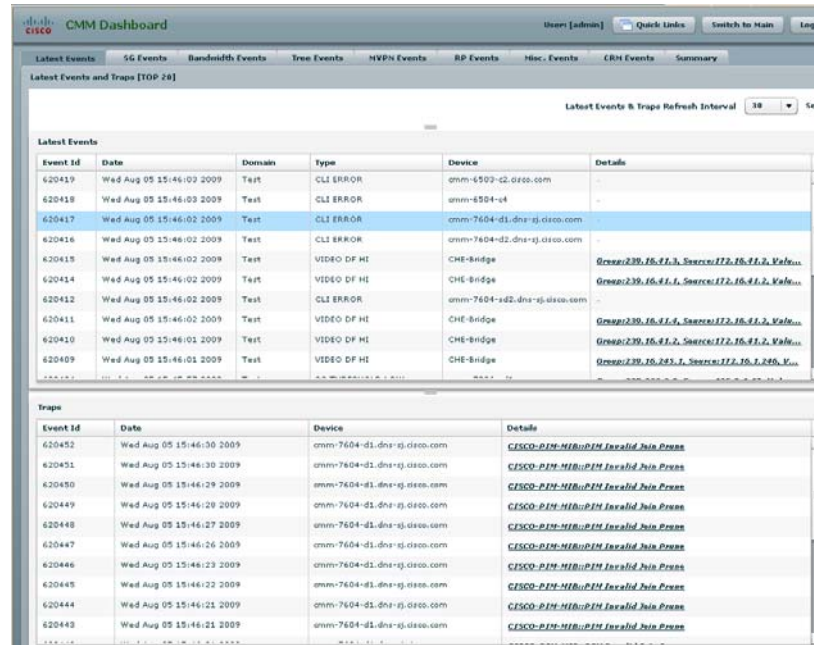 CISCO CMM Dashboard User: [admin] Quick Links Switch to Main Log
Latest Events SG Events Bandwidth Events Tree Events MVPN Events RP Events Misc. Events CRM Events Summary
Latest Events and Traps [TOP 20]
Latest Events & Traps Refresh Interval 30 Se
Latest Events
Event Id Date Domain Type Device Details
620419 Wed Aug 05 15:46:03 2009 Test CLI ERROR cmm-6503-c2.cisco.com -
620418 Wed Aug 05 15:46:03 2009 Test CLI ERROR cmm-6504-c4 -
620417 Wed Aug 05 15:46:02 2009 Test CLI ERROR cmm-7604-d1.dns-sj.cisco.com -
620416 Wed Aug 05 15:46:02 2009 Test CLI ERROR cmm-7604-d2.dns-sj.cisco.com -
620415 Wed Aug 05 15:46:02 2009 Test VIDEO DF HI CHE-Bridge Group:239.16.41.3, Source:172.16.41.2, Valu...
620414 Wed Aug 05 15:46:02 2009 Test VIDEO DF HI CHE-Bridge Group:239.16.41.1, Source:172.16.41.2, Valu...
620412 Wed Aug 05 15:46:02 2009 Test CLI ERROR cmm-7604-sd2.dns-sj.cisco.com -
620411 Wed Aug 05 15:46:02 2009 Test VIDEO DF HI CHE-Bridge Group:239.16.41.4, Source:172.16.41.2, Valu...
620410 Wed Aug 05 15:46:01 2009 Test VIDEO DF HI CHE-Bridge Group:239.16.41.2, Source:172.16.41.2, Valu...
620409 Wed Aug 05 15:46:01 2009 Test VIDEO DF HI CHE-Bridge Group:239.16.245.1, Source:172.16.1.246, V...
Traps
Event Id Date Device Details
620452 Wed Aug 05 15:46:30 2009 cmm-7604-d1.dns-sj.cisco.com CISCO-PIM-MIB::PIM Invalid Join Prune
620451 Wed Aug 05 15:46:30 2009 cmm-7604-d1.dns-sj.cisco.com CISCO-PIM-MIB::PIM Invalid Join Prune
620450 Wed Aug 05 15:46:29 2009 cmm-7604-d1.dns-sj.cisco.com CISCO-PIM-MIB::PIM Invalid Join Prune
620449 Wed Aug 05 15:46:28 2009 cmm-7604-d1.dns-sj.cisco.com CISCO-PIM-MIB::PIM Invalid Join Prune
620448 Wed Aug 05 15:46:27 2009 cmm-7604-d1.dns-sj.cisco.com CISCO-PIM-MIB::PIM Invalid Join Prune
620447 Wed Aug 05 15:46:26 2009 cmm-7604-d1.dns-sj.cisco.com CISCO-PIM-MIB::PIM Invalid Join Prune
620446 Wed Aug 05 15:46:23 2009 cmm-7604-d1.dns-sj.cisco.com CISCO-PIM-MIB::PIM Invalid Join Prune
620445 Wed Aug 05 15:46:22 2009 cmm-7604-d1.dns-sj.cisco.com CISCO-PIM-MIB::PIM Invalid Join Prune
620444 Wed Aug 05 15:46:21 2009 cmm-7604-d1.dns-sj.cisco.com CISCO-PIM-MIB::PIM Invalid Join Prune
620443 Wed Aug 05 15:46:21 2009 cmm-7604-d1.dns-sj.cisco.com CISCO-PIM-MIB::PIM Invalid Join Prune